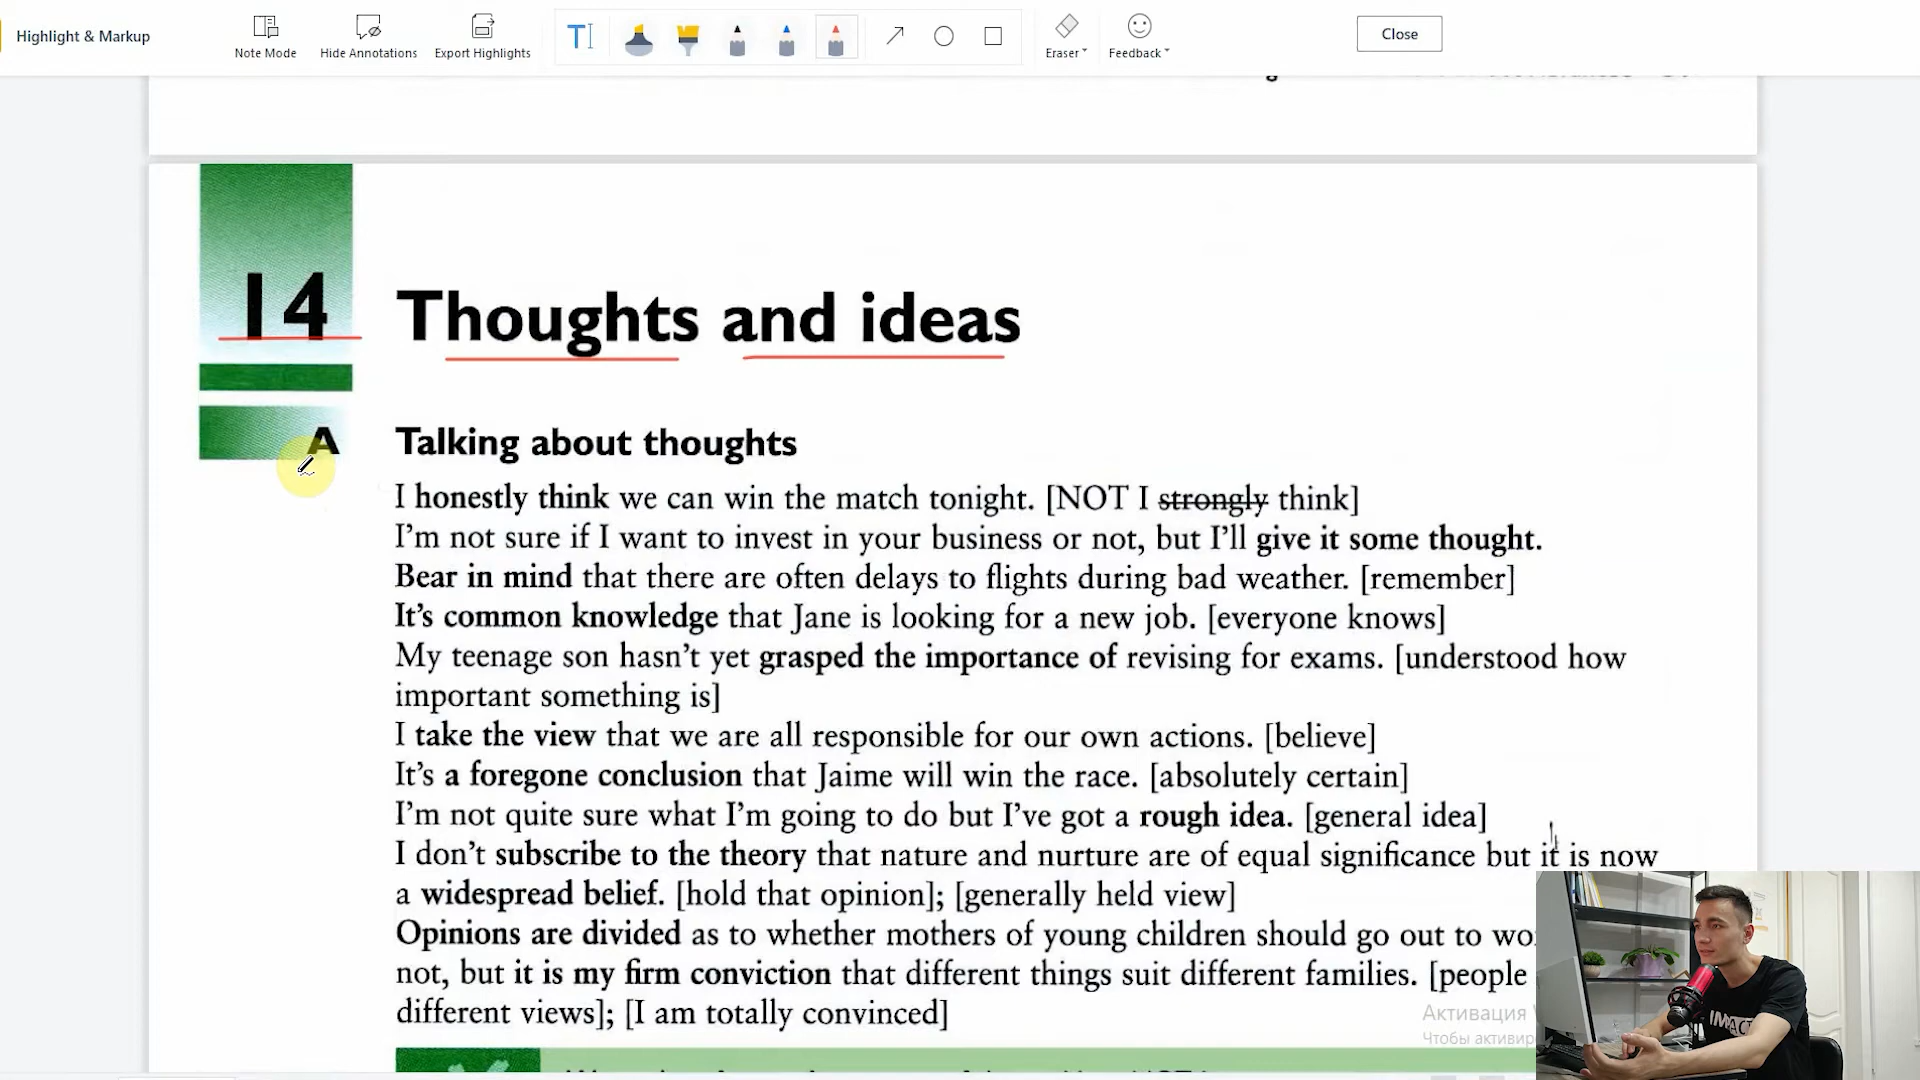 Highlight & Markup
Note Mode
Hide Annotations
Export Highlights
Eraser
Feedback
Close
14
Thoughts and ideas
A
Talking about thoughts
I honestly think we can win the match tonight. [NOT I strongly think]
I'm not sure if I want to invest in your business or not, but I'll give it some thought.
Bear in mind that there are often delays to flights during bad weather. [remember]
It's common knowledge that Jane is looking for a new job. [everyone knows]
My teenage son hasn't yet grasped the importance of revising for exams. [understood how
important something is]
I take the view that we are all responsible for our own actions. [believe]
It's a foregone conclusion that Jaime will win the race. [absolutely certain]
I'm not quite sure what I'm going to do but I've got a rough idea. [general idea]
I don't subscribe to the theory that nature and nurture are of equal significance but it is now
a widespread belief. [hold that opinion]; [generally held view]
Opinions are divided as to whether mothers of young children should go out to
not, but it is my firm conviction that different things suit different families. [people
different views]; [I am totally convinced]
Активация
Чтобы